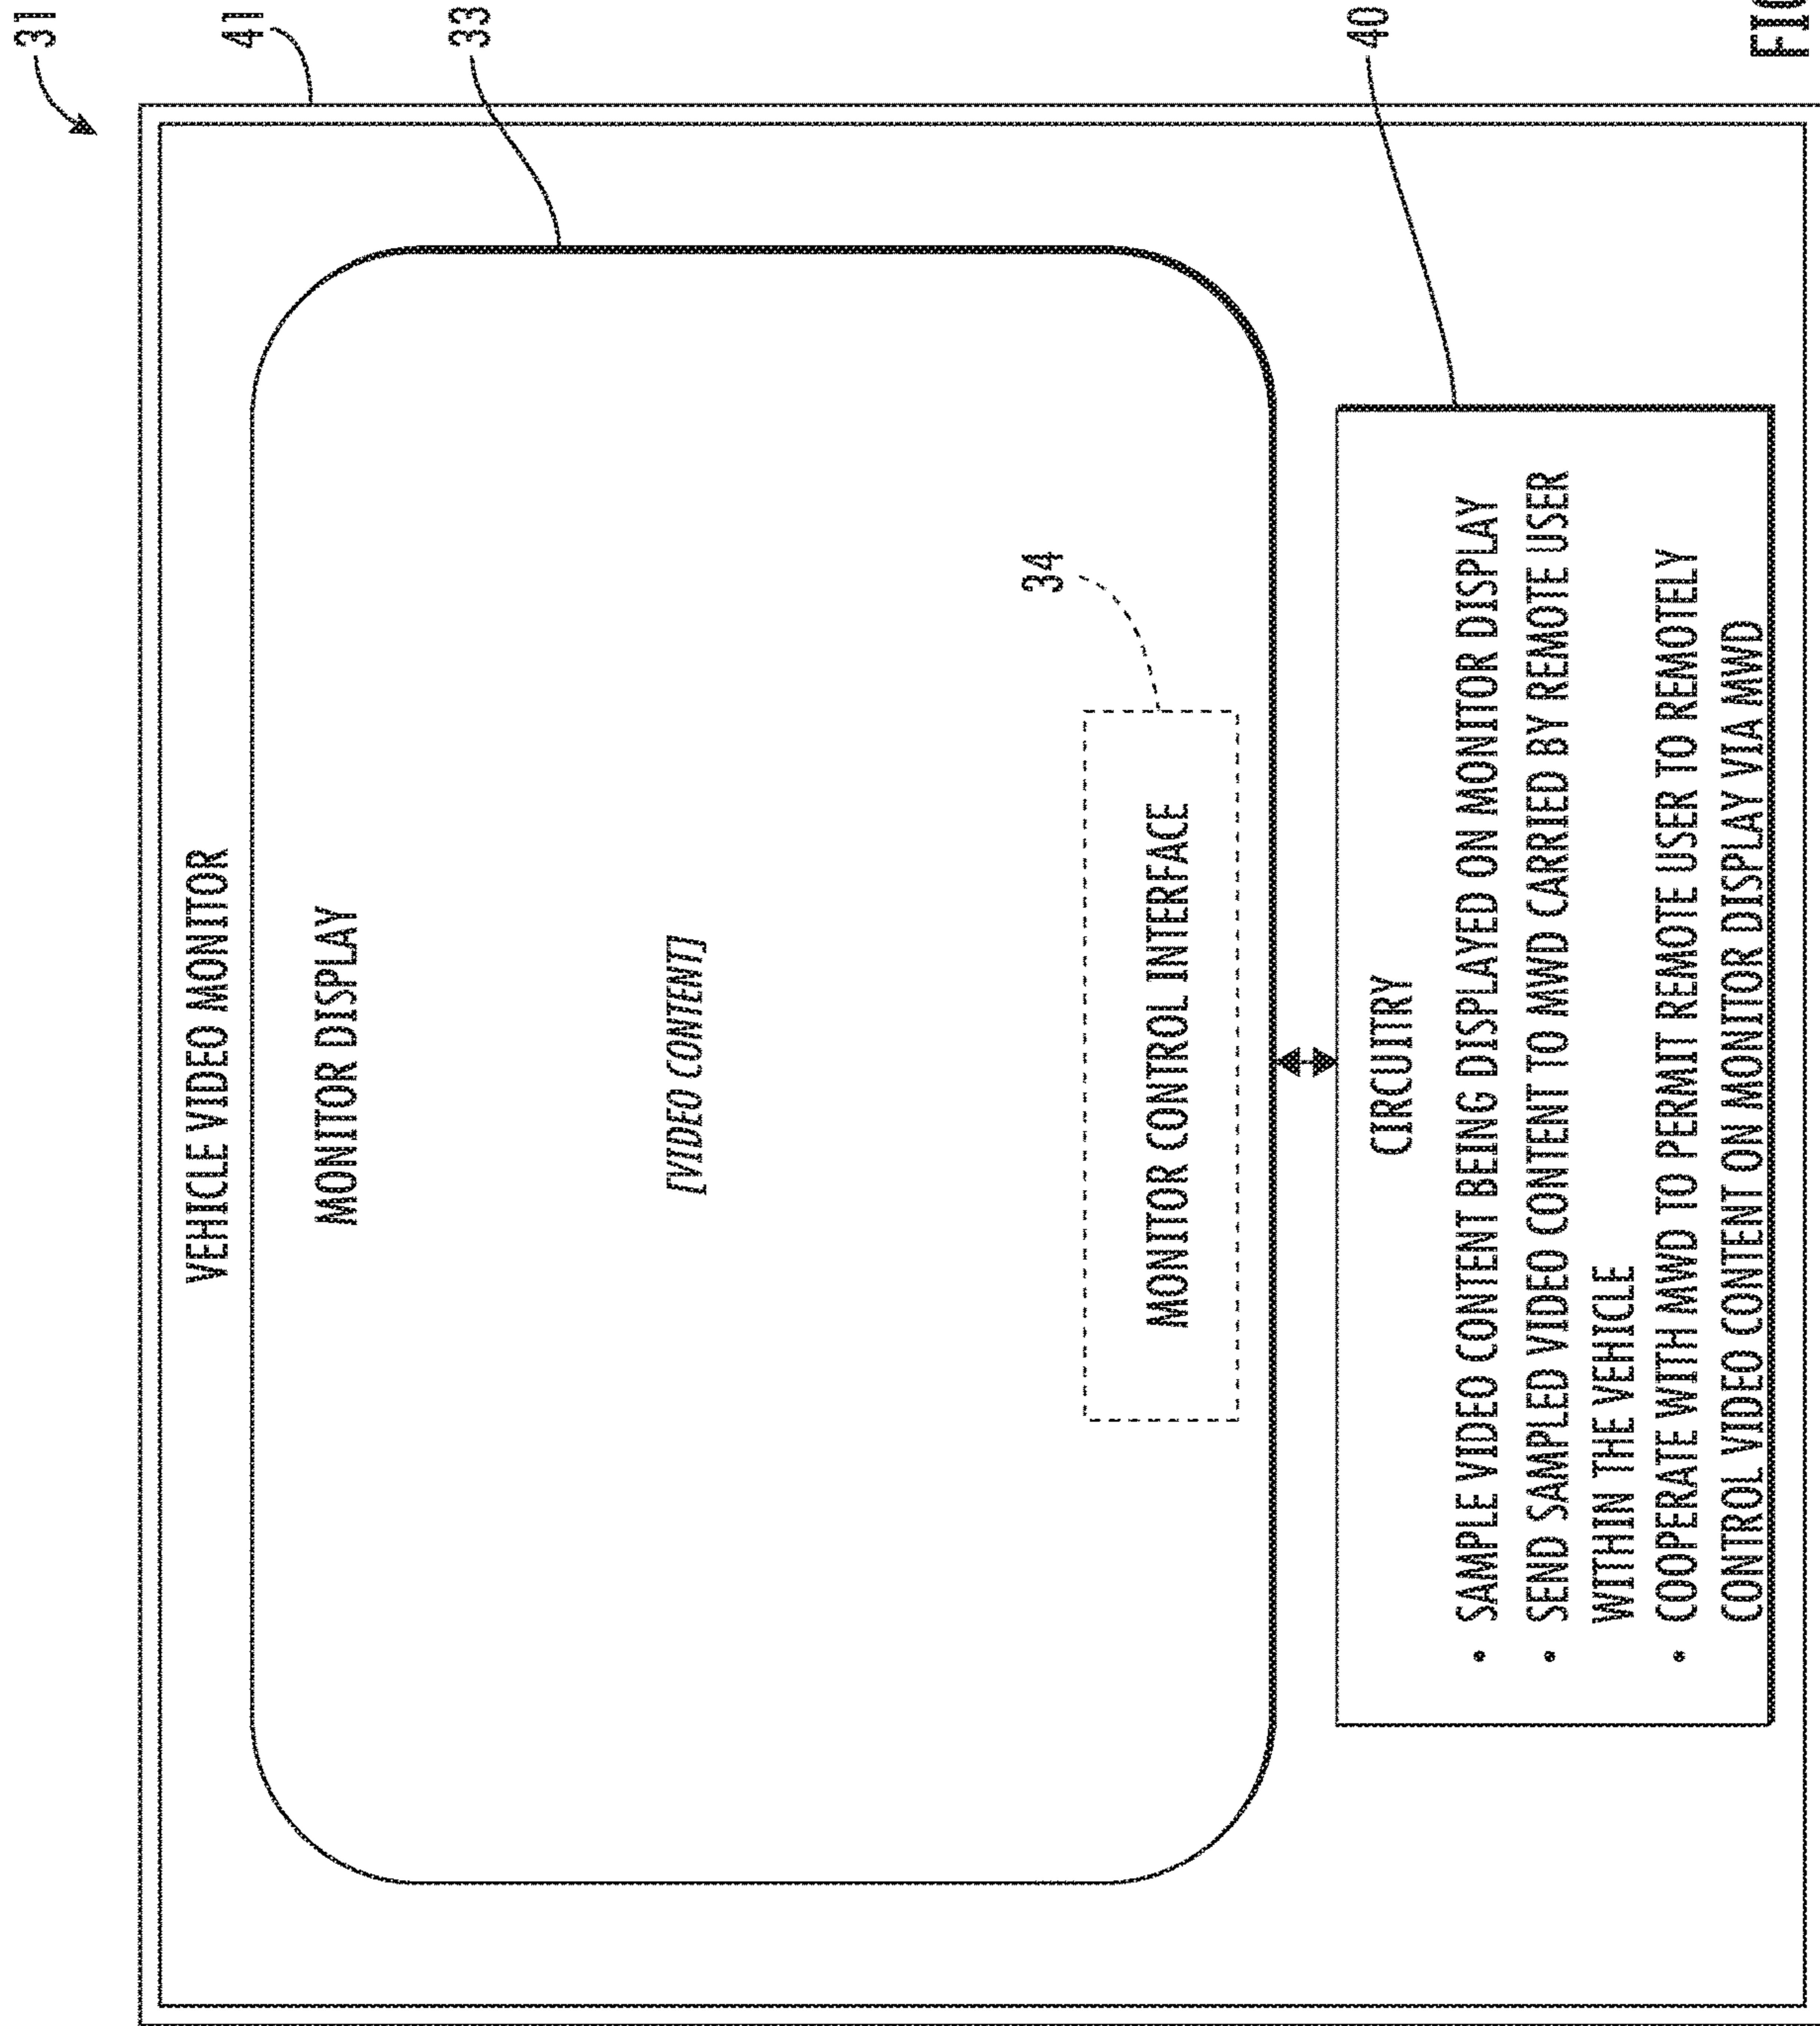 31
41
VEHICLE VIDEO MONITOR
33
MONITOR DISPLAY
[VIDEO CONTENT]
34
MONITOR CONTROL INTERFACE
40
CIRCUITRY
• SAMPLE VIDEO CONTENT BEING DISPLAYED ON MONITOR DISPLAY
• SEND SAMPLED VIDEO CONTENT TO MWD CARRIED BY REMOTE USER
WITHIN THE VEHICLE
• COOPERATE WITH MWD TO PERMIT REMOTE USER TO REMOTELY
CONTROL VIDEO CONTENT ON MONITOR DISPLAY VIA MWD